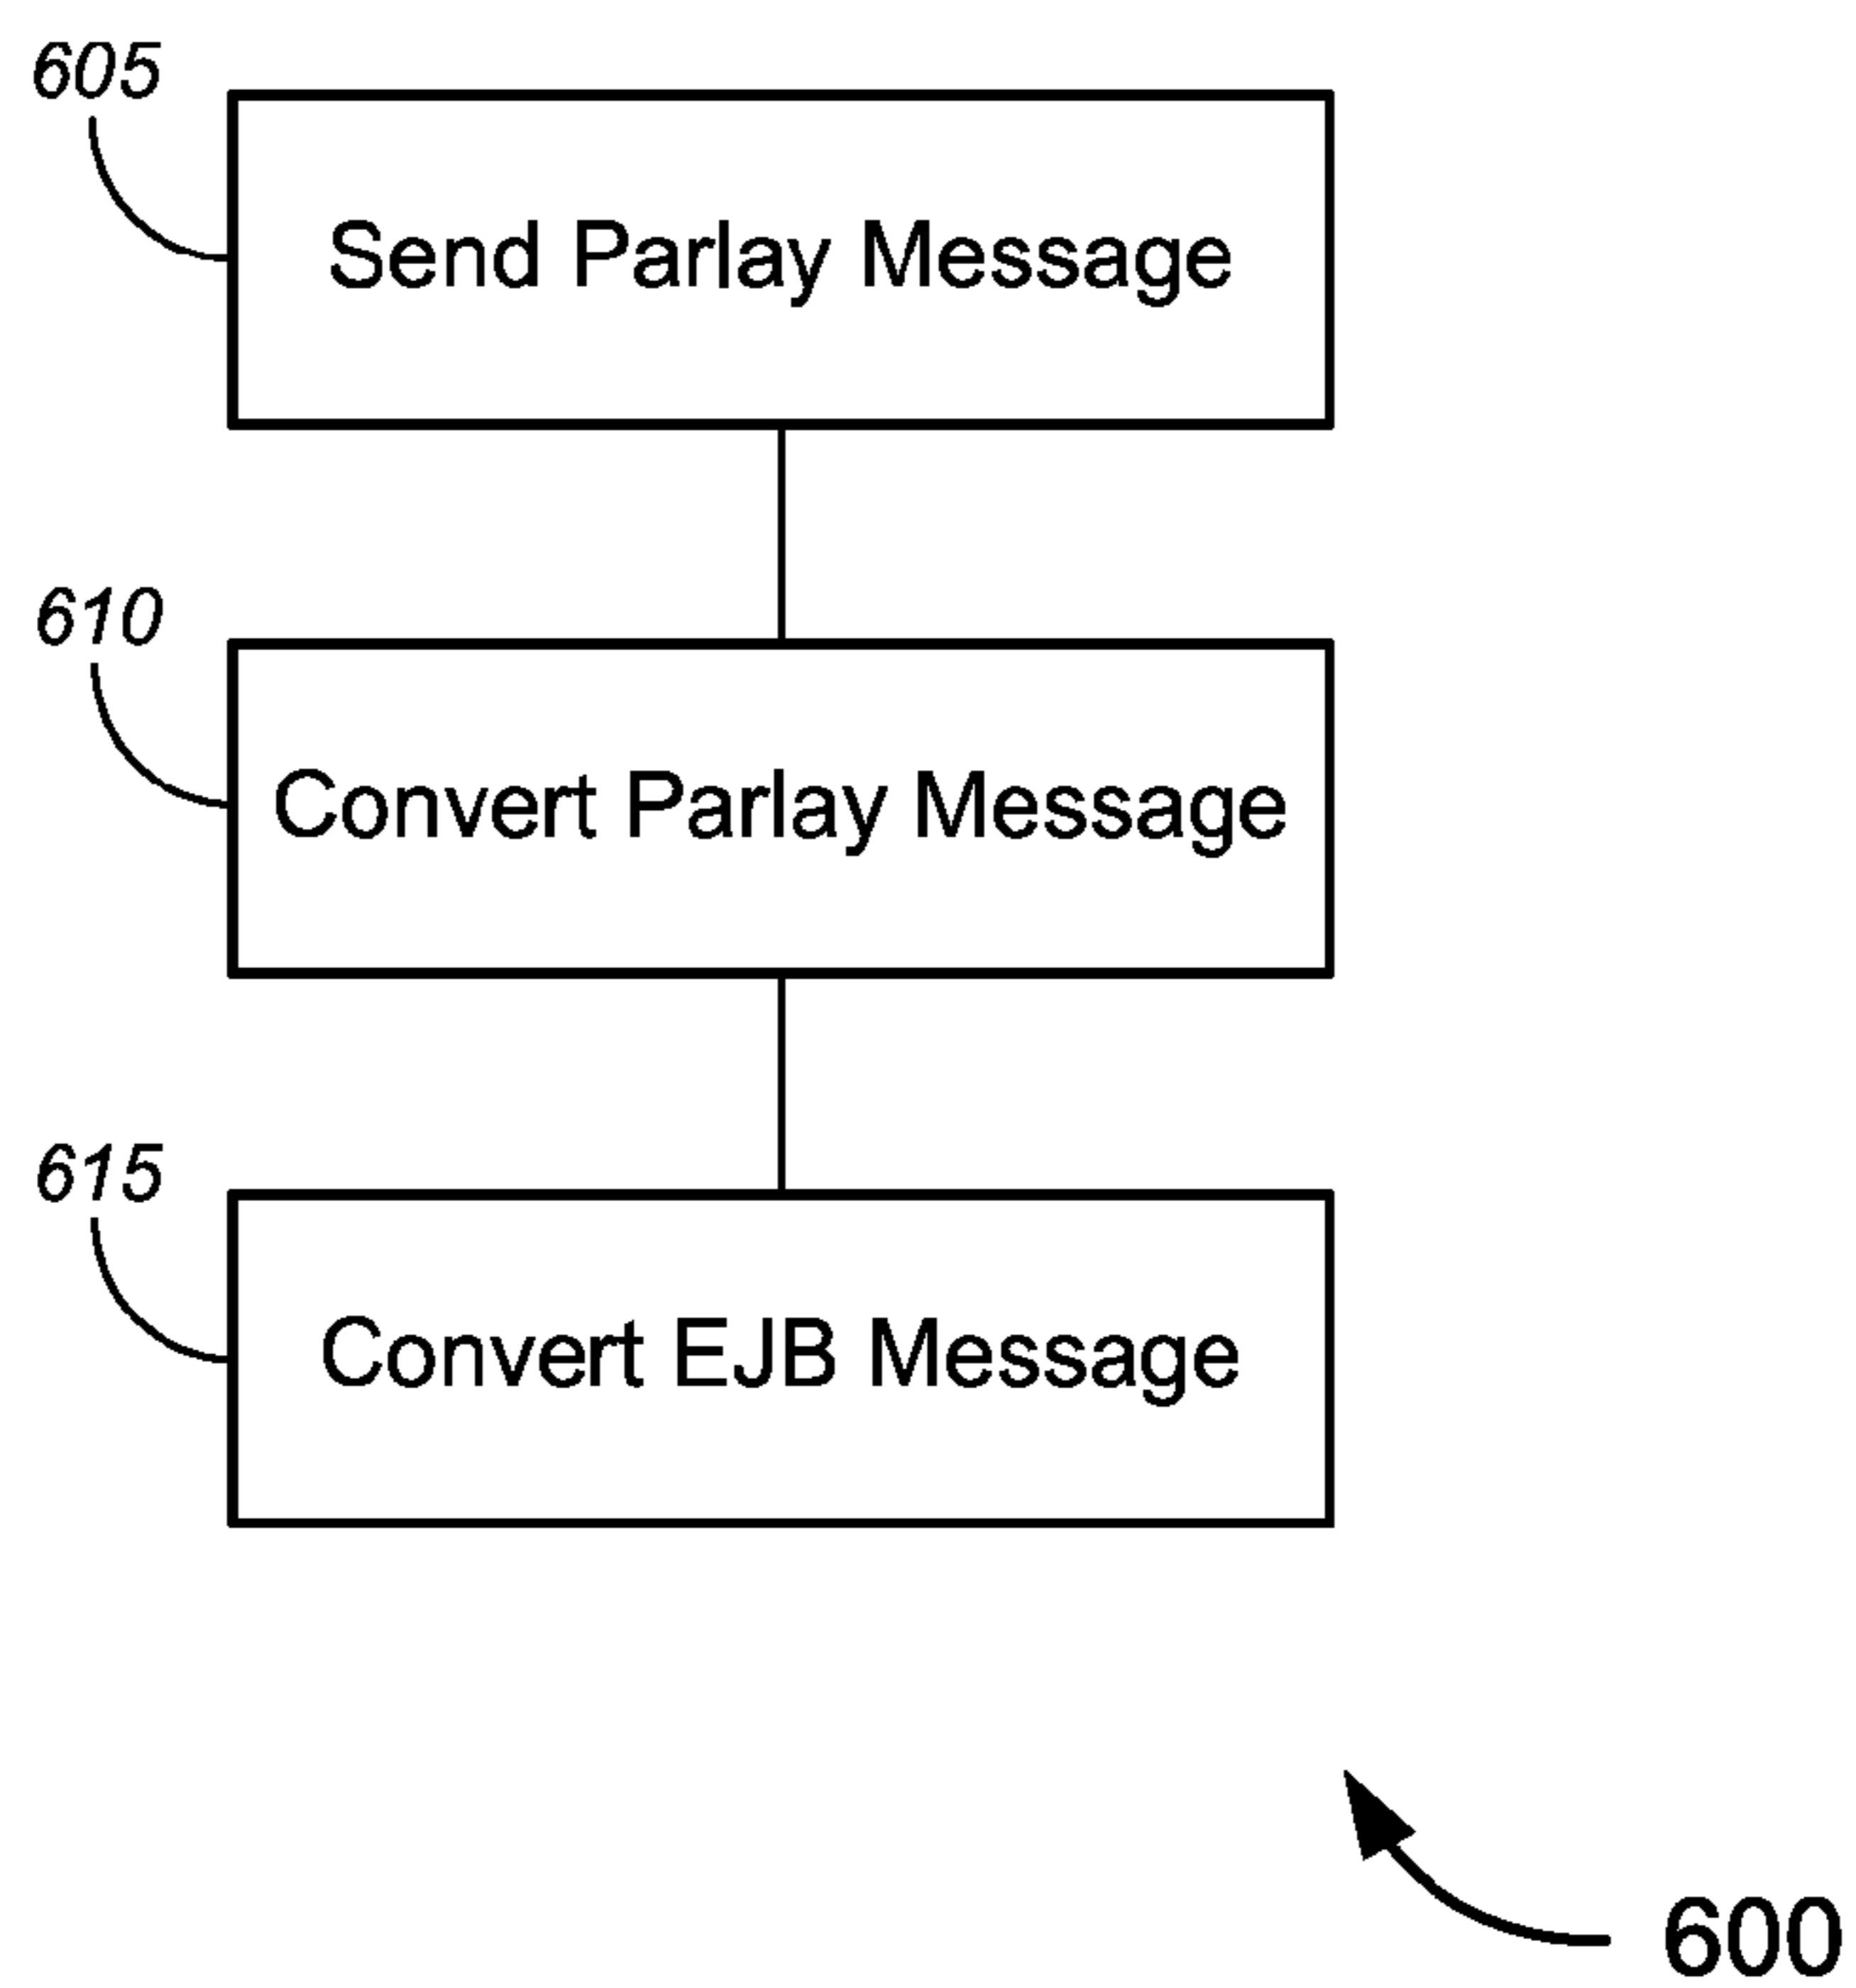 605
Send Parlay Message
610
Convert Parlay Message
615
Convert EJB Message
600